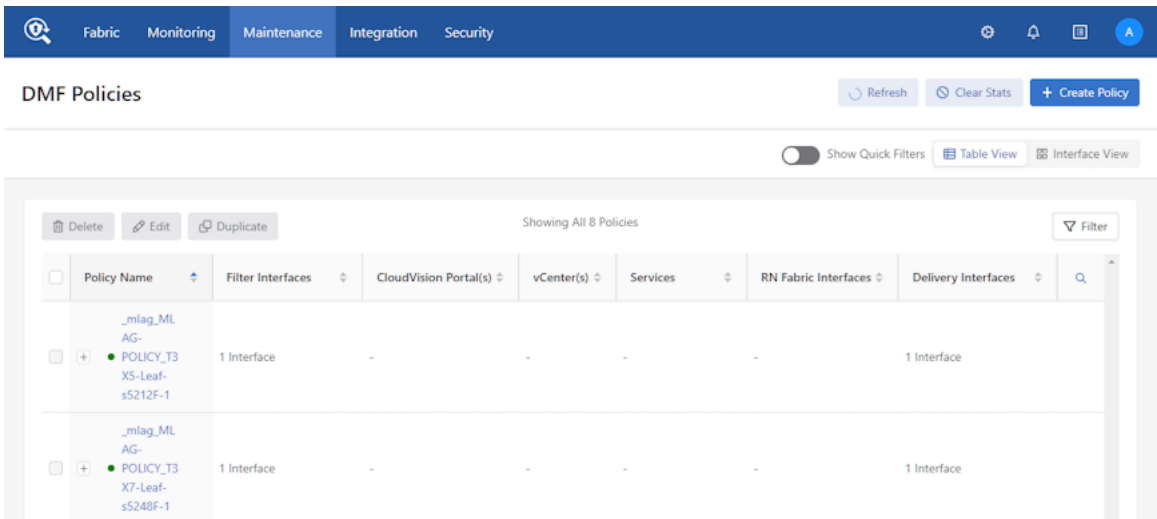 Fabric Monitoring Maintenance Integration Security A
DMF Policies Refresh Clear Stats + Create Policy
Show Quick Filters Table View Interface View
Delete Edit Duplicate Showing All 8 Policies Filter
Policy Name Filter Interfaces CloudVision Portal(s) vCenter(s) Services RN Fabric Interfaces Delivery Interfaces
_mlag_ML
AG-
POLICY_T3
X5-Leaf-
s5212F-1
1 Interface - - - - 1 Interface
_mlag_ML
AG-
POLICY_T3
X7-Leaf-
s5248F-1
1 Interface - - - - 1 Interface